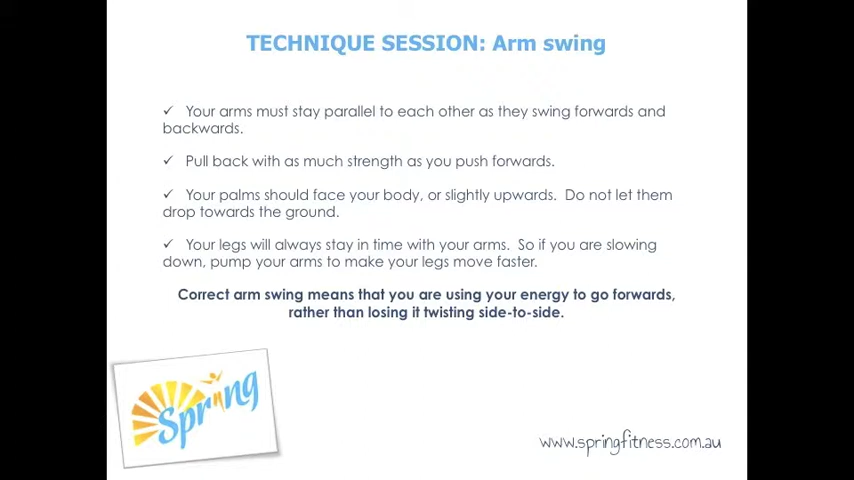 TECHNIQUE SESSION: Arm swing
✓ Your arms must stay parallel to each other as they swing forwards and
backwards.
✓ Pull back with as much strength as you push forwards.
✓ Your palms should face your body, or slightly upwards. Do not let them
drop towards the ground.
✓ Your legs will always stay in time with your arms. So if you are slowing
down, pump your arms to make your legs move faster.
Correct arm swing means that you are using your energy to go forwards,
rather than losing it twisting side-to-side.
Spring
www.springfitness.com.au